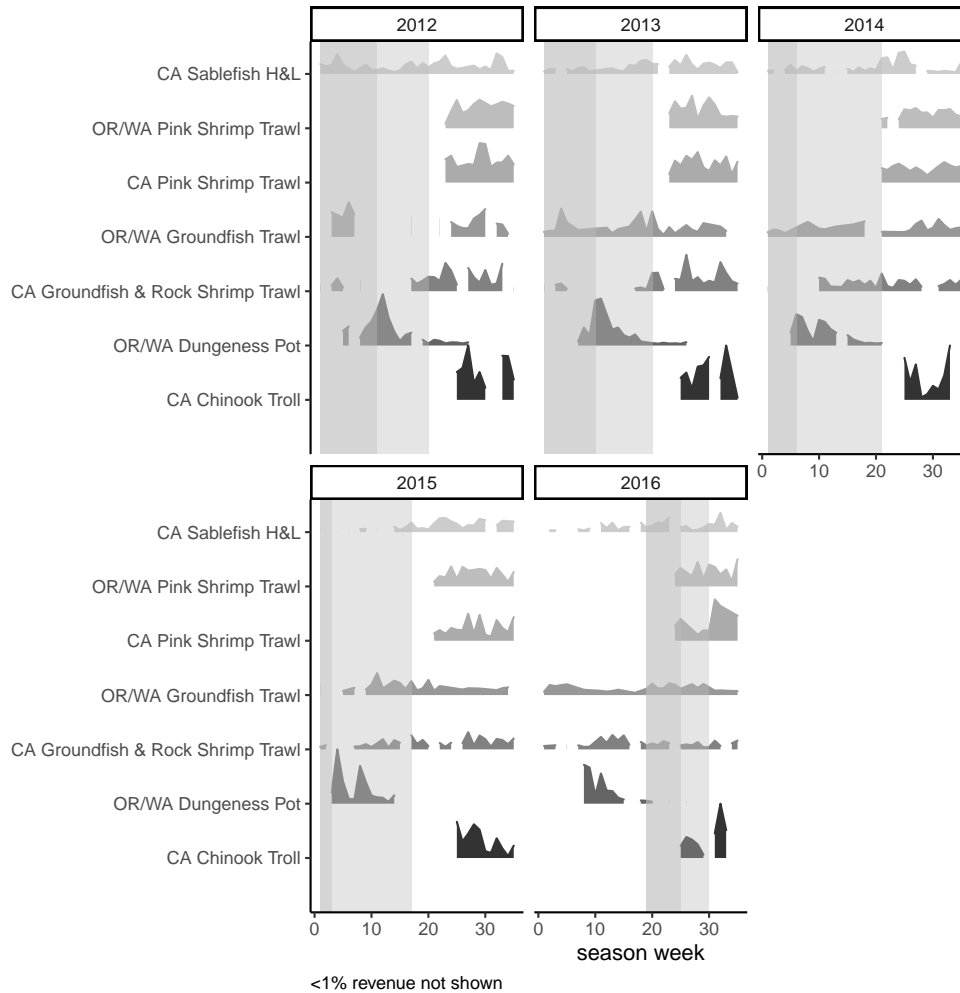 2012 2013 2014
CA Sablefish H&L
OR/WA Pink Shrimp Trawl
CA Pink Shrimp Trawl
OR/WA Groundfish Trawl
CA Groundfish & Rock Shrimp Trawl
OR/WA Dungeness Pot
CA Chinook Troll
0 10 20 30
2015 2016
CA Sablefish H&L
OR/WA Pink Shrimp Trawl
CA Pink Shrimp Trawl
OR/WA Groundfish Trawl
CA Groundfish & Rock Shrimp Trawl
OR/WA Dungeness Pot
CA Chinook Troll
0 10 20 30 0 10 20 30
season week
<1% revenue not shown